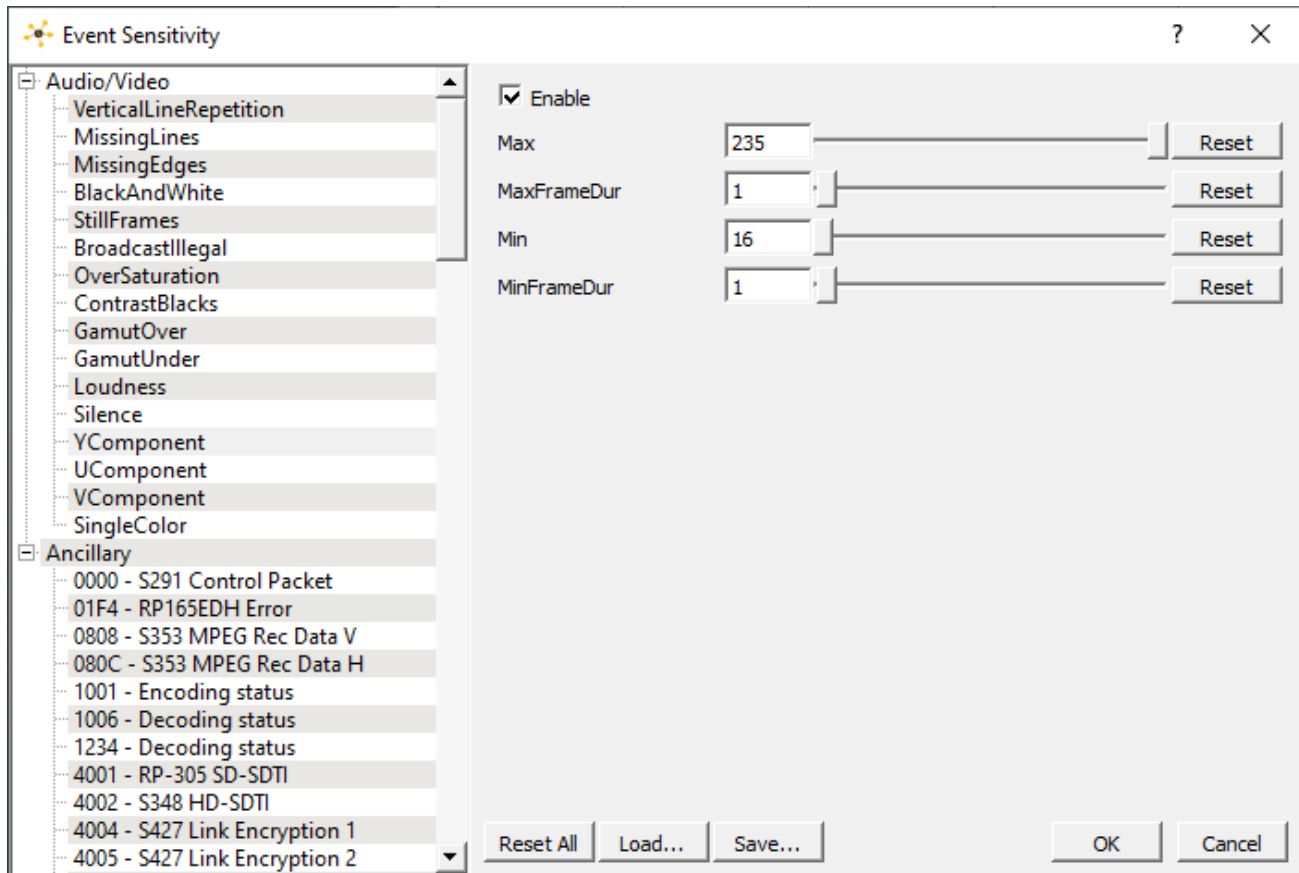 Event Sensitivity
?
Audio/Video
VerticalLineRepetition
MissingLines
MissingEdges
BlackAndWhite
StillFrames
BroadcastIllegal
OverSaturation
ContrastBlacks
GamutOver
GamutUnder
Loudness
Silence
YComponent
UComponent
VComponent
SingleColor
Ancillary
0000 - S291 Control Packet
01F4 - RP165EDH Error
0808 - S353 MPEG Rec Data V
080C - S353 MPEG Rec Data H
1001 - Encoding status
1006 - Decoding status
1234 - Decoding status
4001 - RP-305 SD-SDTI
4002 - S348 HD-SDTI
4004 - S427 Link Encryption 1
4005 - S427 Link Encryption 2
Enable
Max 235 Reset
MaxFrameDur 1 Reset
Min 16 Reset
MinFrameDur 1 Reset
Reset All Load... Save... OK Cancel